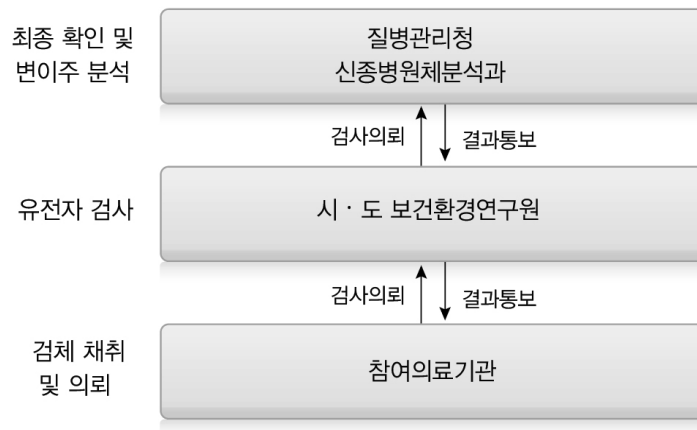 최종 확인 및
변이주 분석
질병관리청
신종병원체분석과
검사의뢰
결과통보
유전자 검사
시 · 도 보건환경연구원
검사의뢰
결과통보
검체 채취
및 의뢰
참여의료기관